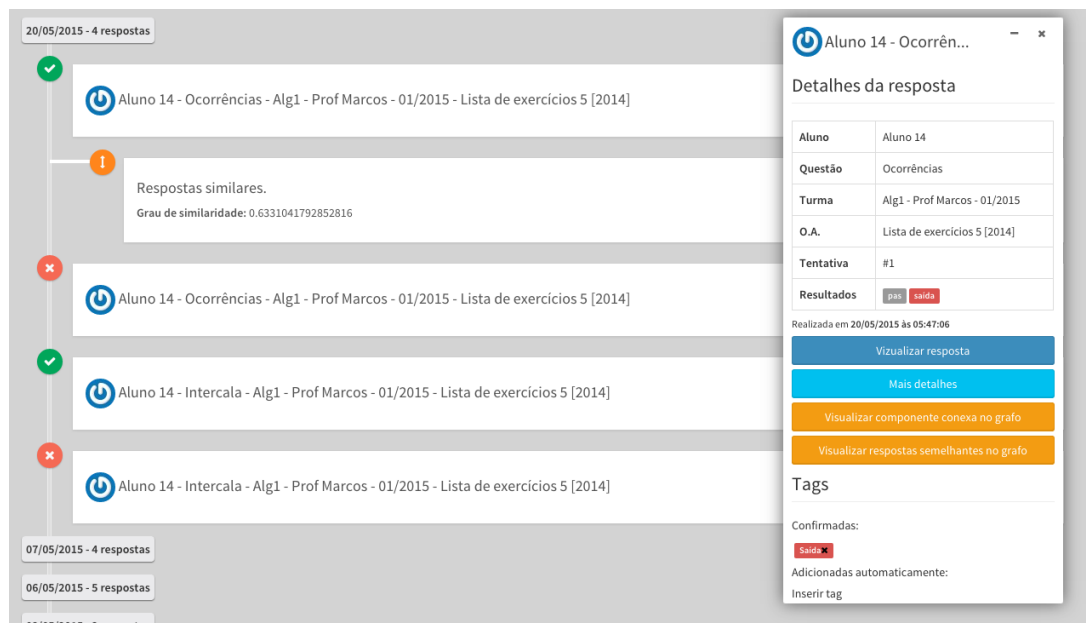 20/05/2015 - 4 respostas
Aluno 14 - Ocorrências - Alg1 - Prof Marcos - 01/2015 - Lista de exercícios 5 [2014]
Respostas similares.
Grau de similaridade: 0.6331041792852816
Aluno 14 - Ocorrências - Alg1 - Prof Marcos - 01/2015 - Lista de exercícios 5 [2014]
Aluno 14 - Intercala - Alg1 - Prof Marcos - 01/2015 - Lista de exercícios 5 [2014]
Aluno 14 - Intercala - Alg1 - Prof Marcos - 01/2015 - Lista de exercícios 5 [2014]
07/05/2015 - 4 respostas
06/05/2015 - 5 respostas
Aluno 14 - Ocorrên...
Detalhes da resposta
Aluno Aluno 14
Questão Ocorrências
Turma Alg1 - Prof Marcos - 01/2015
O.A. Lista de exercícios 5 [2014]
Tentativa #1
Resultados pas saida
Realizada em 20/05/2015 às 05:47:06
Vizualizar resposta
Mais detalhes
Visualizar componente conexa no grafo
Visualizar respostas semelhantes no grafo
Tags
Confirmadas:
Saida
Adicionadas automaticamente:
Inserir tag